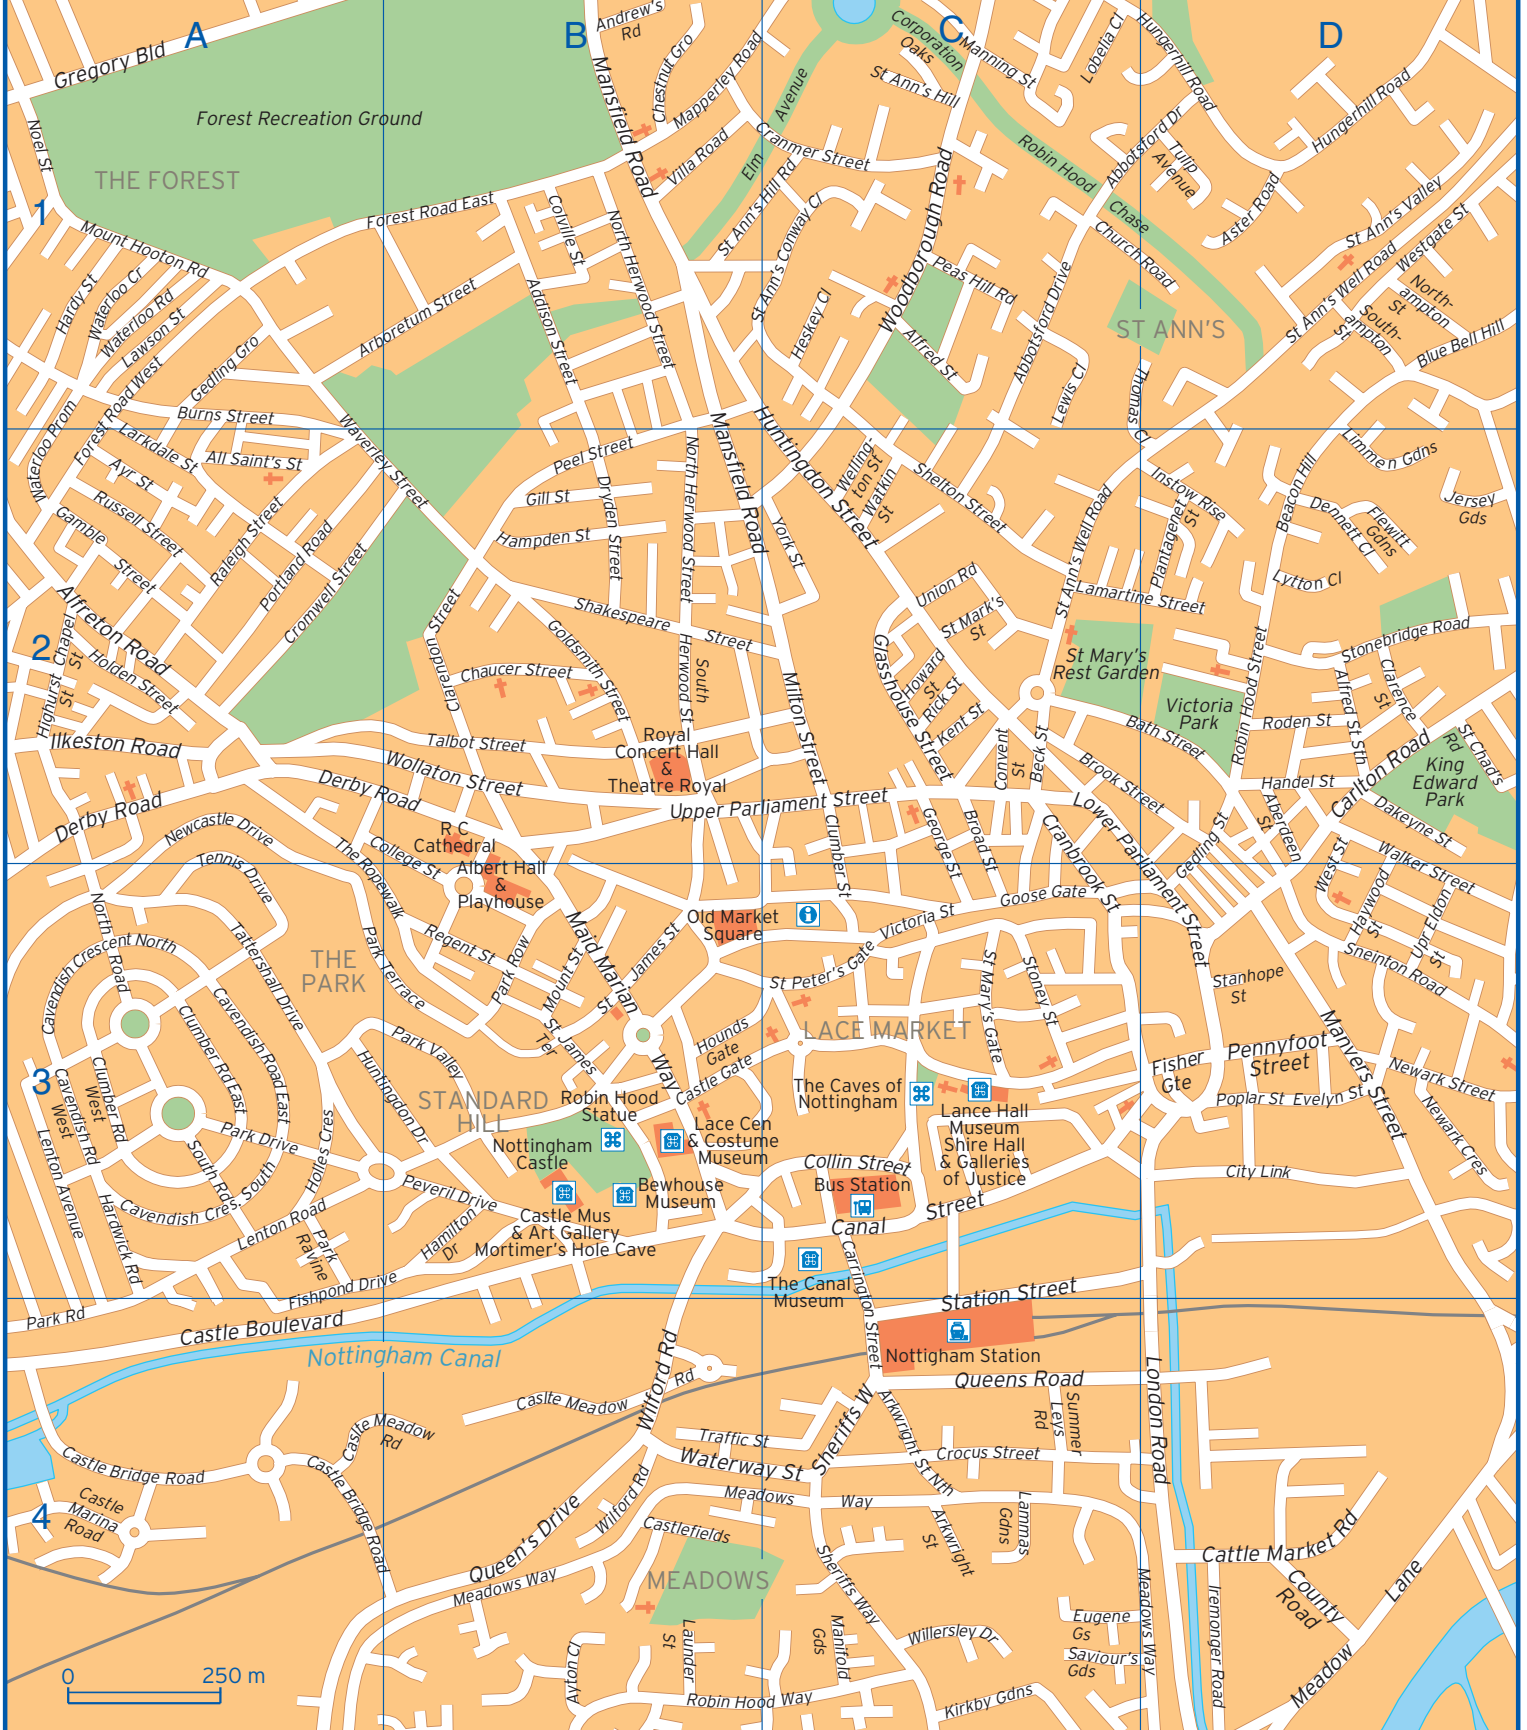 A
B
C
D
Gregory Bld
Andrew's
Rd
Corporation
Oaks
Manning St
Lobelia Cl
Hungerhill Road
Forest Recreation Ground
Mansfield Road
Chestnut Gro
Mapperley Road
Avenue
St Ann's Hill
Hungerhill Road
Noel St
THE FOREST
Villa Road
Elm
Cranmer Street
Robin Hood
Chase
Abbotsford Dr
Tulip
Avenue
1
Mount Hooton Rd
Forest Road East
Colville St
North Herwood Street
St Ann's Hill Rd
St Ann's Conway Cl
Woodborough Road
Church Road
Aster Road
St Ann's Valley
Westgate St
Hardy St
Waterloo Cr
Waterloo Rd
Lawson St
Arboretum Street
Addison Street
Heskey Cl
Peas Hill Rd
Abbotsford Drive
ST ANN'S
St Ann's Well Road
North-
ampton
St
South-
ampton
St
Blue Bell Hill
Gedling Gro
Forest Road West
Burns Street
Waterloo Prom
Alfred St
Lewis Cl
Thomas Cl
Larkdale St
All Saint's St
Ayr St
Russell Street
Gamble
Street
Raleigh Street
Portland Road
Cromwell Street
Waverley Street
Peel Street
Gill St
Hampden St
Dryden Street
North Herwood Street
Mansfield Road
Huntingdon Street
York St
Welling-
ton St
Watkin
St
Shelton Street
Instow Rise
Plantagenet
St
Beacon Hill
Limmen Gdns
Jersey
Gds
Dennett Cl
Flewitt
Gdns
Lytton Cl
Union Rd
St Mark's
St
St Ann's Well Road
Lamartine Street
2
Alfreton Road
Highurst
St
Chapel
St
Holden Street
Clarendon
Street
Shakespeare
Street
Goldsmith Street
Chaucer Street
South
Herwood St
Glasshouse Street
Howard
St
Rick St
Kent St
St Mary's
Rest Garden
Victoria
Park
Robin Hood Street
Stonebridge Road
Clarence
St
Alfred St Sth
Roden St
Bath Street
Ilkeston Road
Talbot Street
Wollaton Street
Derby Road
Derby Road
Royal
Concert Hall
&
Theatre Royal
Milton Street
Upper Parliament Street
Convent
St
Beck St
Brook Street
Handel St
Carlton Road
St Chad's
Rd
King
Edward
Park
Dakeyne St
Aberdeen
St
Newcastle Drive
R.C.
Cathedral
The Ropewalk
College St
Clumber St
George St
Broad St
Cranbrook St
Lower Parliament Street
Gedling St
Walker Street
West St
Tennis Drive
Albert Hall
&
Playhouse
Goose Gate
Haywood
St
Upr Eldon
St
Sneinton Road
North
Road
Tattershall Drive
Park Terrace
Regent St
Park Row
Mount St
Maid Marian
Way
James St
St
Old Market
Square
Victoria St
St Peter's Gate
St Mary's Gate
Stoney St
Stanhope
St
THE
PARK
Cavendish Crescent North
Cavendish Road East
Clumber Rd East
Park Valley
Huntingdon Dr
St James
Ter
Hounds
Gate
Castle Gate
LACE MARKET
Manvers Street
Pennyfoot
Street
Fisher
Gte
Newark Street
Newark Cres
Poplar St
Evelyn St
3
Cavendish Rd
West
Clumber Rd
West
STANDARD
HILL
Robin Hood
Statue
The Caves of
Nottingham
Lance Hall
Museum
Shire Hall
& Galleries
of Justice
Lace Cen
& Costume
Museum
Nottingham
Castle
Bewhouse
Museum
Castle Mus
& Art Gallery
Mortimer's Hole Cave
Collin Street
Bus Station
Canal
Street
City Link
Lenton Avenue
Hardwick Rd
Park Drive
South Rd
Cavendish Cres. South
Holles Cres
Peveril Drive
Hamilton
Dr
Lenton Road
Park
Ravine
Fishpond Drive
The Canal
Museum
Carrington Street
Station Street
Park Rd
Castle Boulevard
Nottingham Canal
Nottigham Station
Queens Road
Wilford Rd
Rd
Caslte Meadow
Caslte Meadow
Rd
London Road
Summer
Leys
Rd
Sheriffs W
Arkwright St Nth
Crocus Street
Traffic St
Waterway St
Castle Bridge Road
Castle Bridge Road
Castle
Marina
Road
4
Meadows
Way
Wilford Rd
Queen's Drive
Meadows Way
Castlefields
MEADOWS
Sheriffs Way
Arkwright
St
Lammas
Gdns
Cattle Market Rd
County
Road
Lane
Meadow
Iremonger Road
Meadows Way
Eugene
Gs
Saviour's
Gds
Willersley Dr
Manifold
Gds
Launder
St
Ayton Cl
Robin Hood Way
Kirkby Gdns
0
250 m